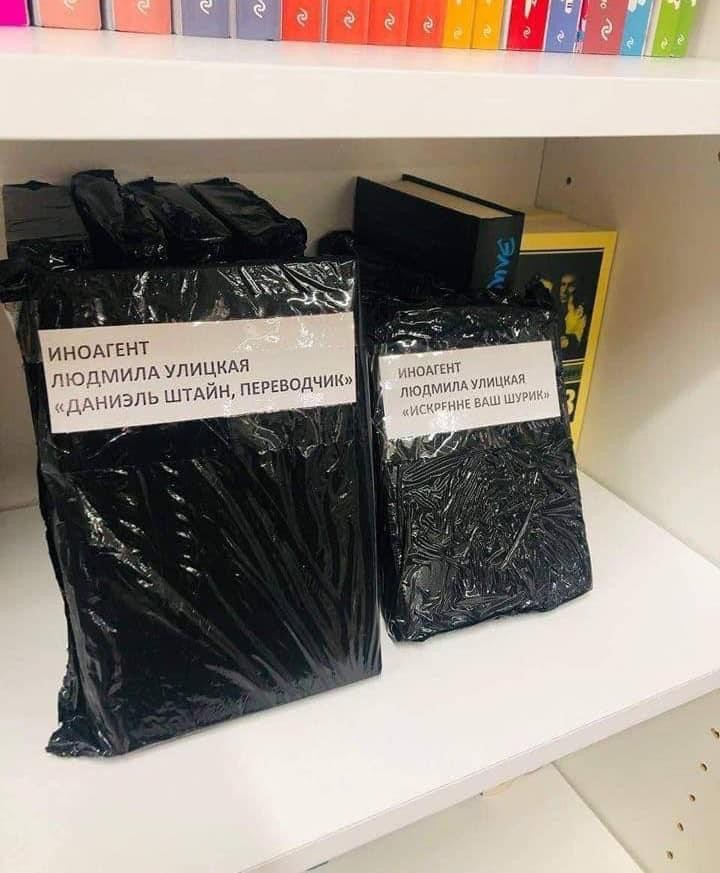 ИНОАГЕНТ
ЛЮДМИЛА УЛИЦКАЯ
«ДАНИЭЛЬ ШТАЙН, ПЕРЕВОДЧИК»
ИНОАГЕНТ
ЛЮДМИЛА УЛИЦКАЯ
«ИСКРЕННЕ ВАШ ШУРИК»